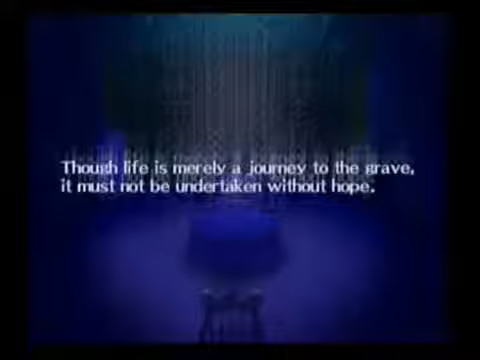 Though life is merely a journey to the grave,
it must not be undertaken without hope.